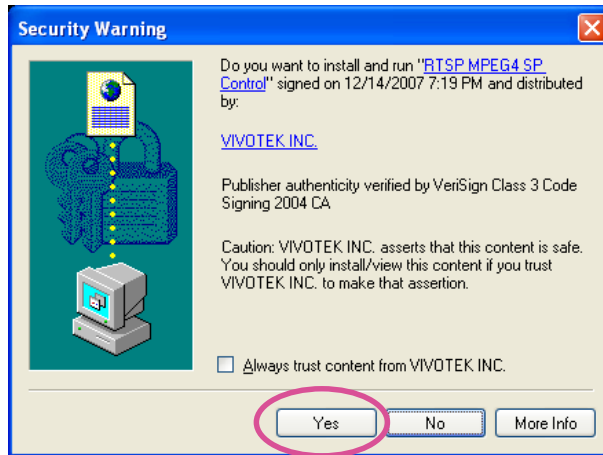 Security Warning
Do you want to install and run "RTSP MPEG4 SP
Control" signed on 12/14/2007 7:19 PM and distributed
by:
VIVOTEK INC.
Publisher authenticity verified by VeriSign Class 3 Code
Signing 2004 CA
Caution: VIVOTEK INC. asserts that this content is safe.
You should only install/view this content if you trust
VIVOTEK INC. to make that assertion.
Always trust content from VIVOTEK INC.
Yes No More Info